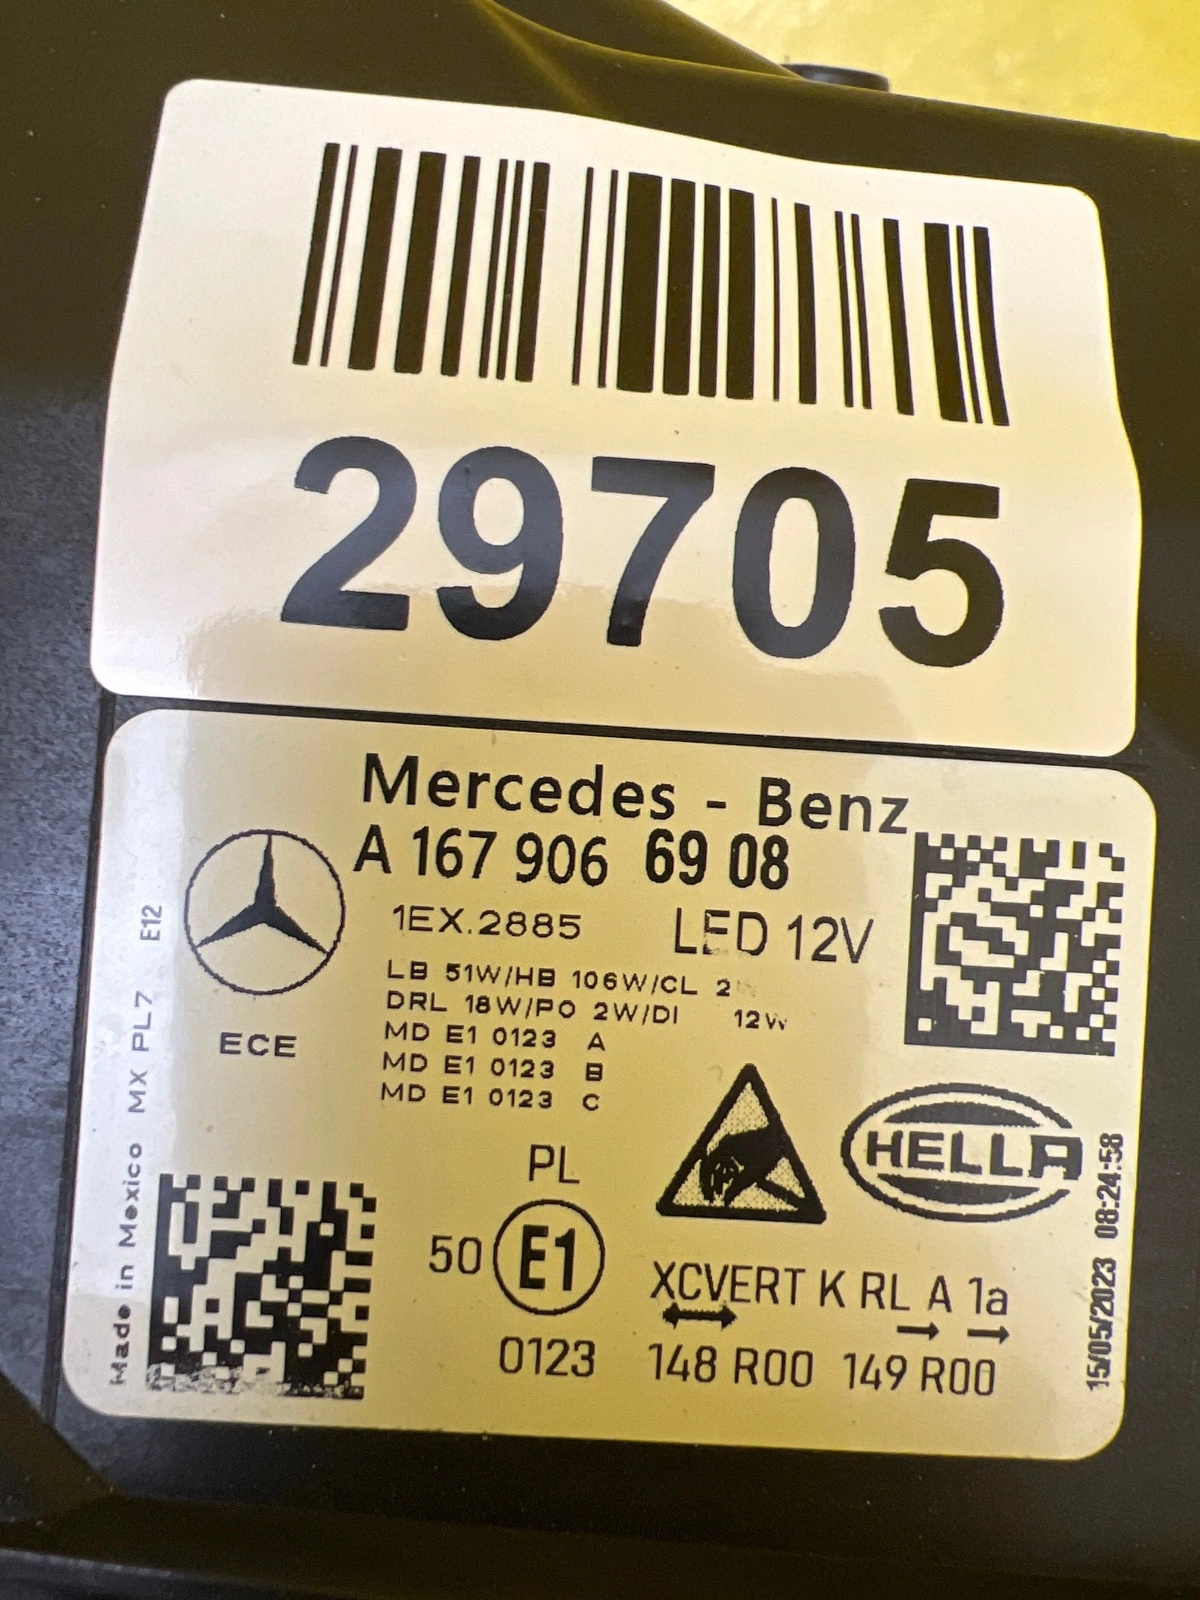 29705
Mercedes - Benz
A 167 906 69 08
1EX.2885 LED 12V
LB 51W/HB 106W/CL 2
DRL 18W/PO 2W/DI 12W
MD E1 0123 A
MD E1 0123 B
MD E1 0123 C
ECE
HELLA
PL
50 E1
0123
XCVERT K RL A 1a
148 R00 149 R00
Made in Mexico MX PL7 E12
15/05/2023 08:24:58